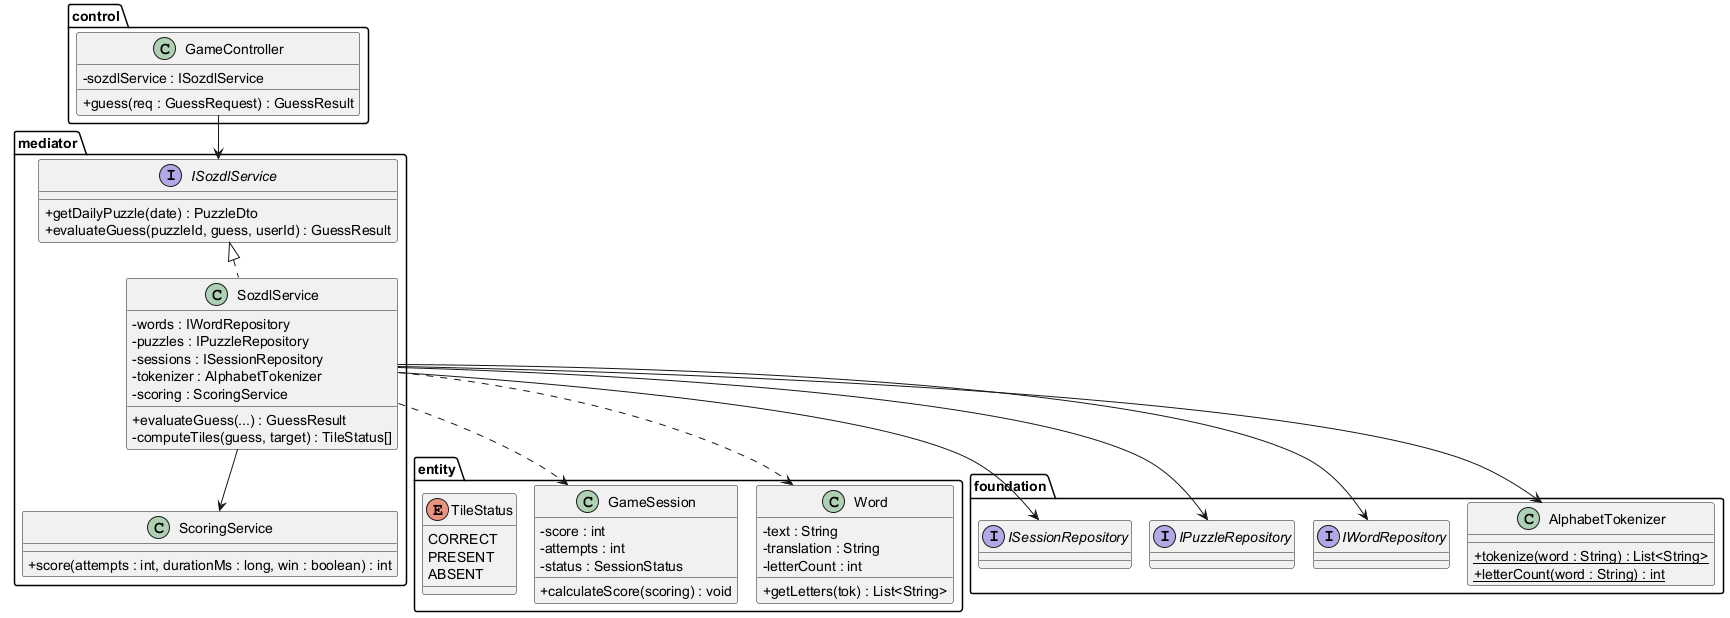 control
C GameController
-sozdlService : ISozdlService
+guess(req : GuessRequest) : GuessResult
mediator
I ISozdlService
+getDailyPuzzle(date) : PuzzleDto
+evaluateGuess(puzzleId, guess, userId) : GuessResult
C SozdlService
-words : IWordRepository
-puzzles : IPuzzleRepository
-sessions : ISessionRepository
-tokenizer : AlphabetTokenizer
-scoring : ScoringService
+evaluateGuess(...) : GuessResult
-computeTiles(guess, target) : TileStatus[]
C ScoringService
+score(attempts : int, durationMs : long, win : boolean) : int
entity
E TileStatus
CORRECT
PRESENT
ABSENT
C GameSession
-score : int
-attempts : int
-status : SessionStatus
+calculateScore(scoring) : void
C Word
-text : String
-translation : String
-letterCount : int
+getLetters(tok) : List<String>
foundation
I ISessionRepository
I IPuzzleRepository
I IWordRepository
C AlphabetTokenizer
+tokenize(word : String) : List<String>
+letterCount(word : String) : int